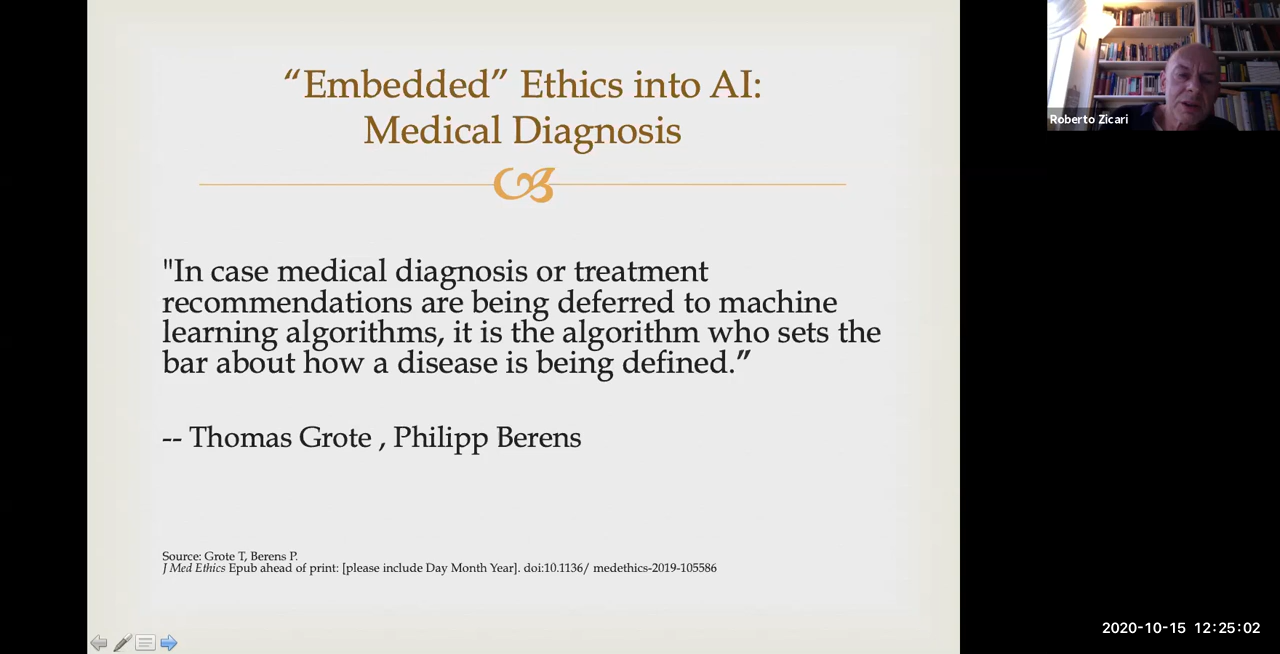 “Embedded” Ethics into AI:
Medical Diagnosis
"In case medical diagnosis or treatment
recommendations are being deferred to machine
learning algorithms, it is the algorithm who sets the
bar about how a disease is being defined.”
-- Thomas Grote , Philipp Berens
Source: Grote T, Berens P.
J Med Ethics Epub ahead of print: [please include Day Month Year]. doi:10.1136/ medethics-2019-105586
Roberto Zicari
2020-10-15 12:25:02